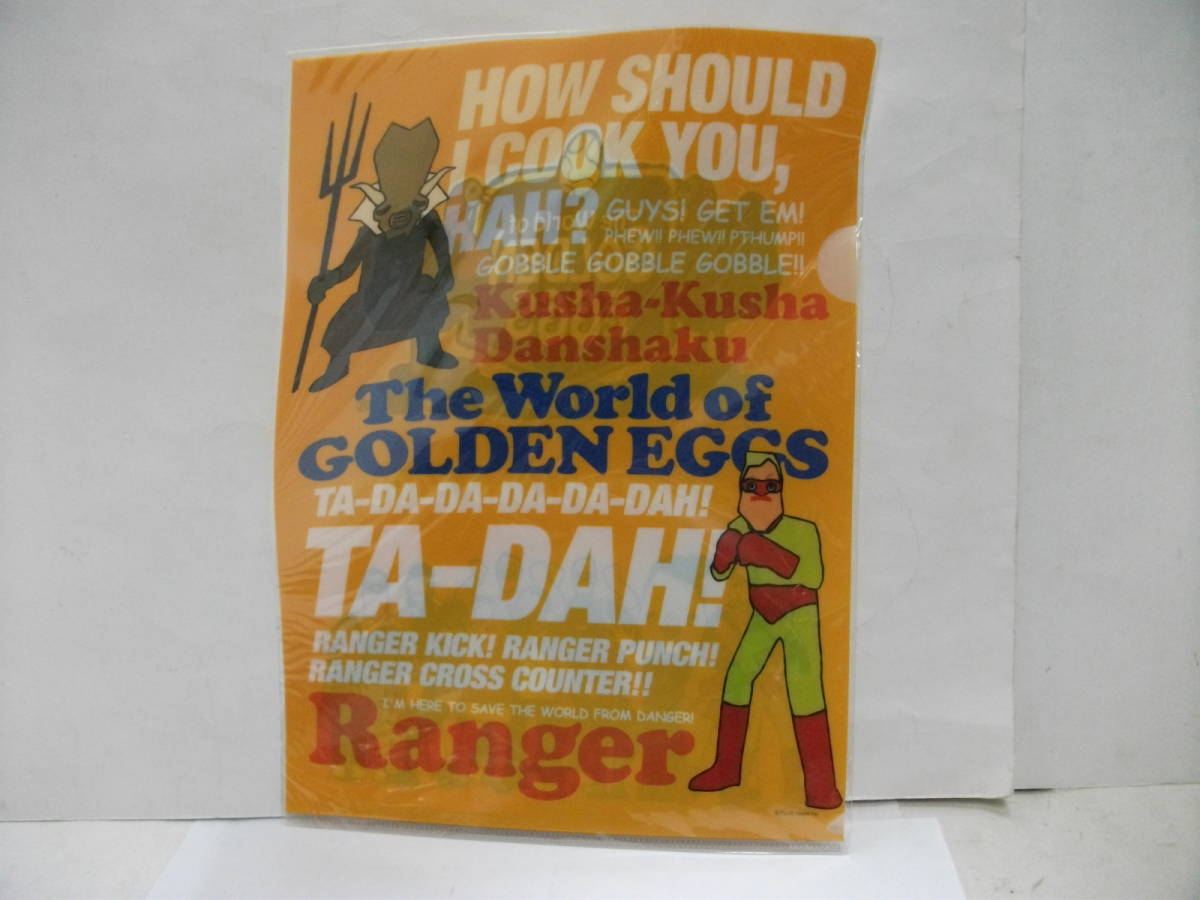 HOW SHOULD
I COOK YOU,
HAH?
GUYS! GET EM!
PHEW!! PHEW!! PTHUMP!!
GOBBLE GOBBLE GOBBLE!!
Kusha-Kusha
Danshaku
The World of
GOLDEN EGGS
TA-DA-DA-DA-DA-DAH!
TA-DAH!
RANGER KICK! RANGER PUNCH!
RANGER CROSS COUNTER!!
I'M HERE TO SAVE THE WORLD FROM DANGER!
Ranger